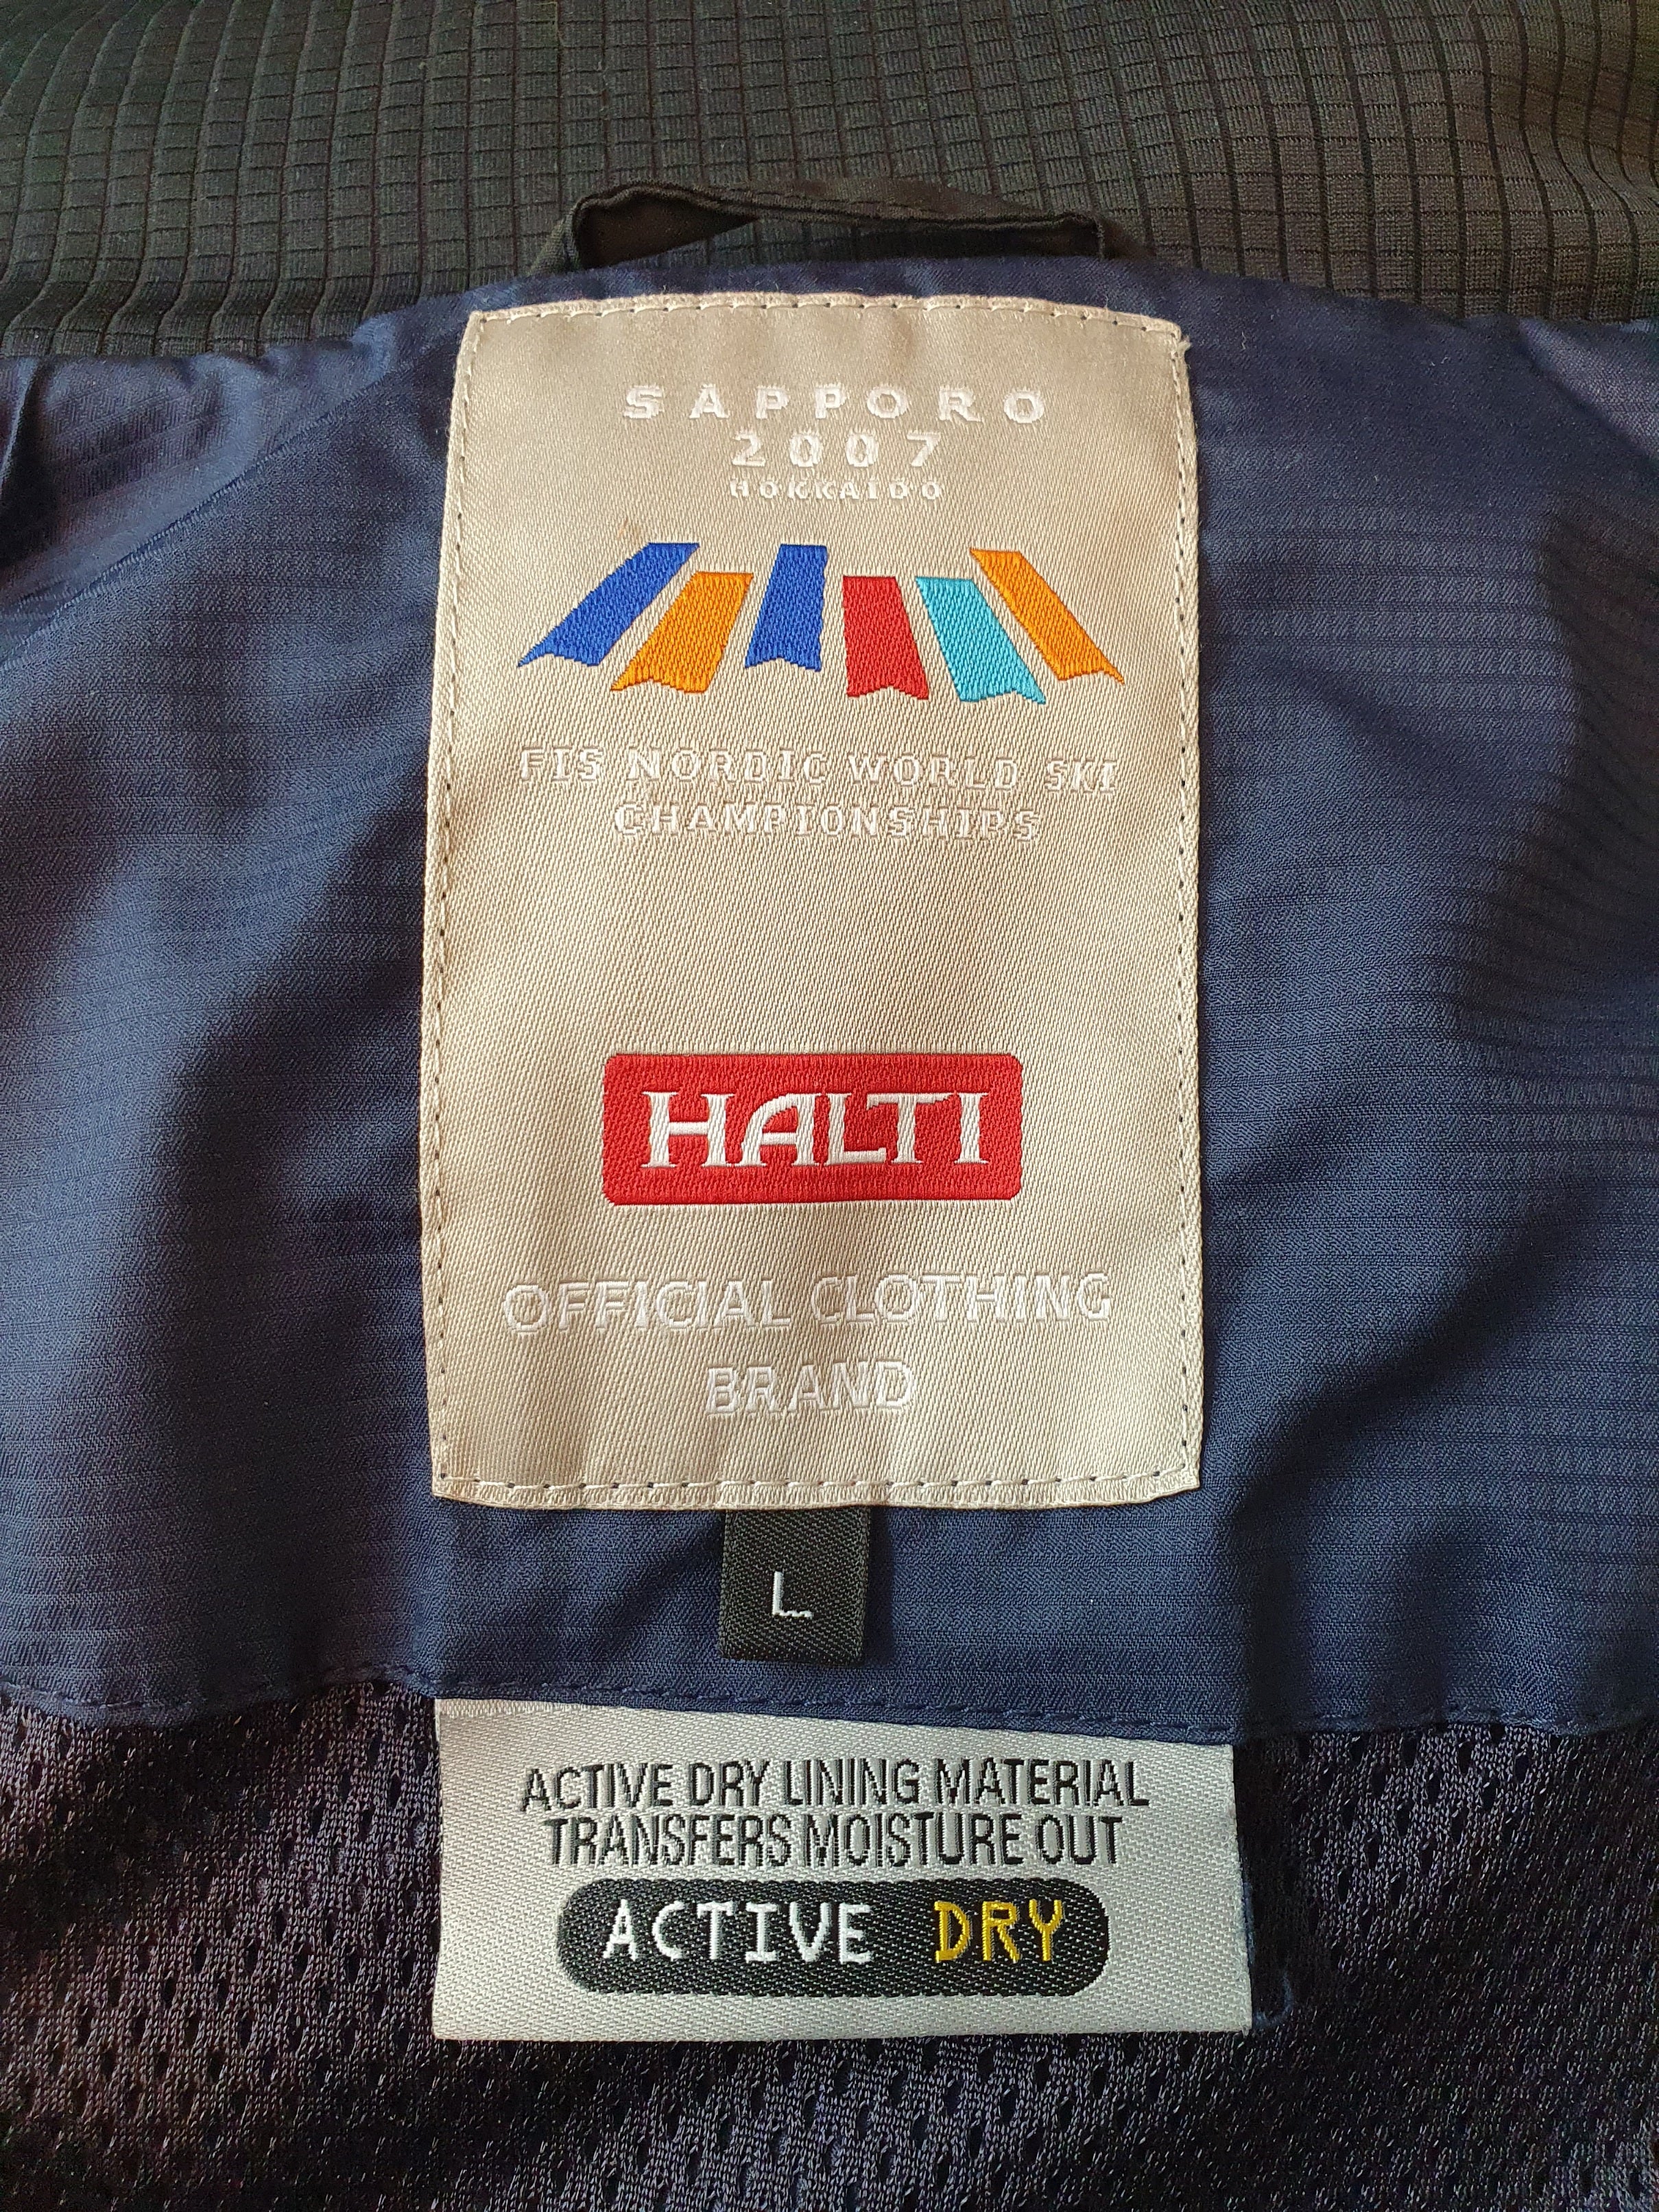 SAPPORO
2007
HOKKAIDO
FIS NORDIC WORLD SKI
CHAMPIONSHIPS
HALTI
OFFICIAL CLOTHING
BRAND
L
ACTIVE DRY LINING MATERIAL
TRANSFERS MOISTURE OUT
ACTIVE DRY